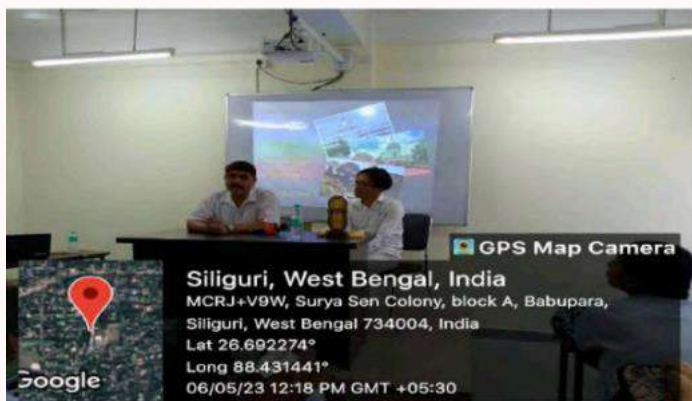 GPS Map Camera
Siliguri, West Bengal, India
MCRJ+V9W, Surya Sen Colony, block A, Babupara,
Siliguri, West Bengal 734004, India
Lat 26.692274°
Long 88.431441°
06/05/23 12:18 PM GMT +05:30
Google